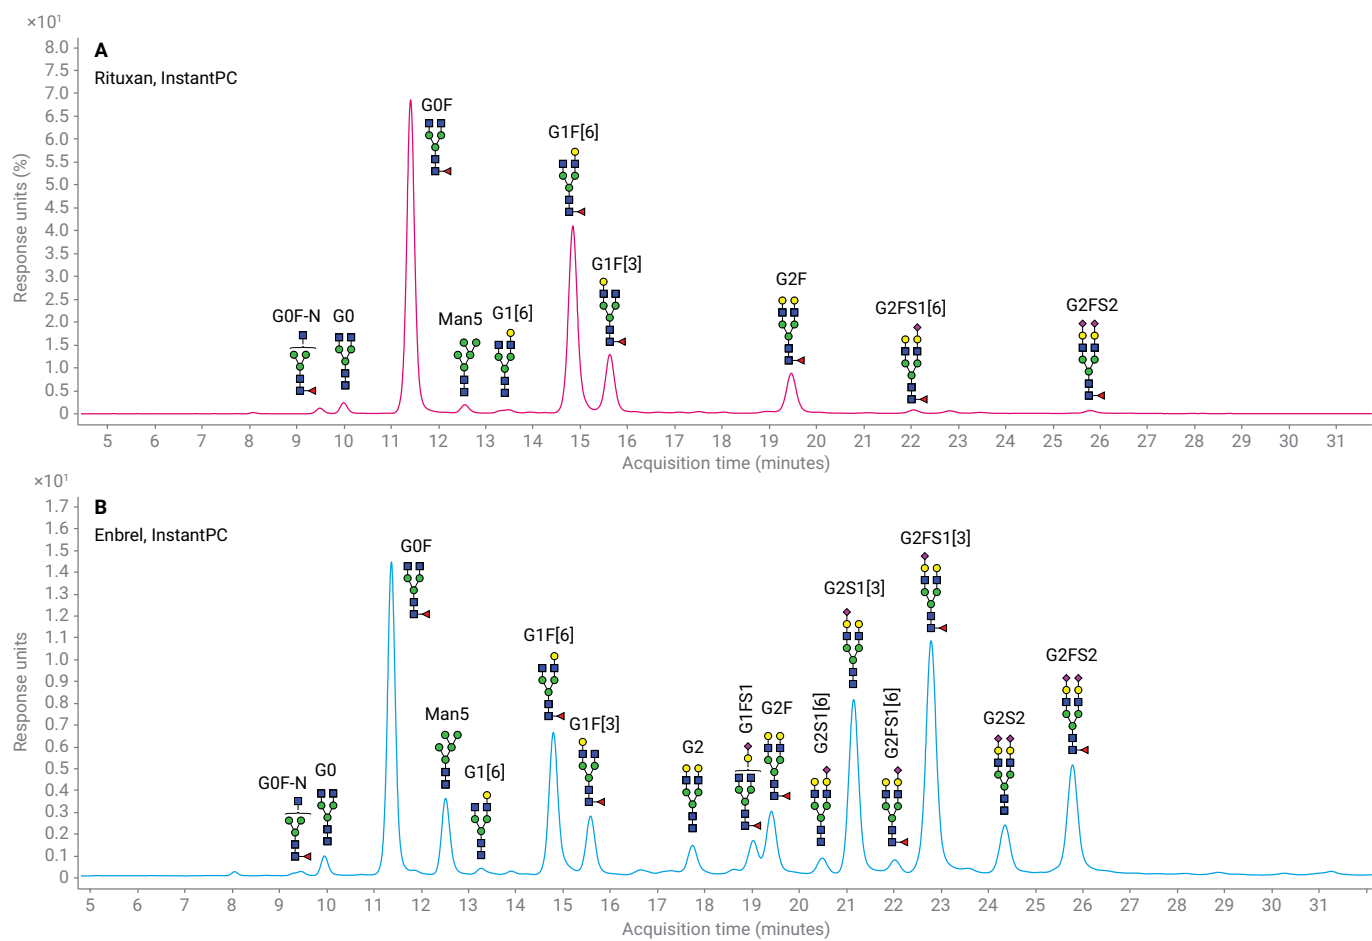 ×10¹
A
Rituxan, InstantPC
Response units (%)
8.0
7.5
7.0
6.5
6.0
5.5
5.0
4.5
4.0
3.5
3.0
2.5
2.0
1.5
1.0
0.5
0
G0F-N
G0
G0F
Man5
G1[6]
G1F[6]
G1F[3]
G2F
G2FS1[6]
G2FS2
5 6 7 8 9 10 11 12 13 14 15 16 17 18 19 20 21 22 23 24 25 26 27 28 29 30 31
Acquisition time (minutes)
×10¹
B
Enbrel, InstantPC
Response units
1.7
1.6
1.5
1.4
1.3
1.2
1.1
1.0
0.9
0.8
0.7
0.6
0.5
0.4
0.3
0.2
0.1
0
G0F-N
G0
G0F
Man5
G1[6]
G1F[6]
G1F[3]
G2
G1FS1
G2F
G2S1[6]
G2S1[3]
G2FS1[6]
G2FS1[3]
G2S2
G2FS2
5 6 7 8 9 10 11 12 13 14 15 16 17 18 19 20 21 22 23 24 25 26 27 28 29 30 31
Acquisition time (minutes)